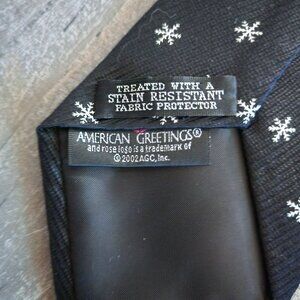 TREATED WITH A
STAIN RESISTANT
FABRIC PROTECTOR
AMERICAN GREETINGS®
and rose logo is a trademark of
©2002 AGC, Inc.